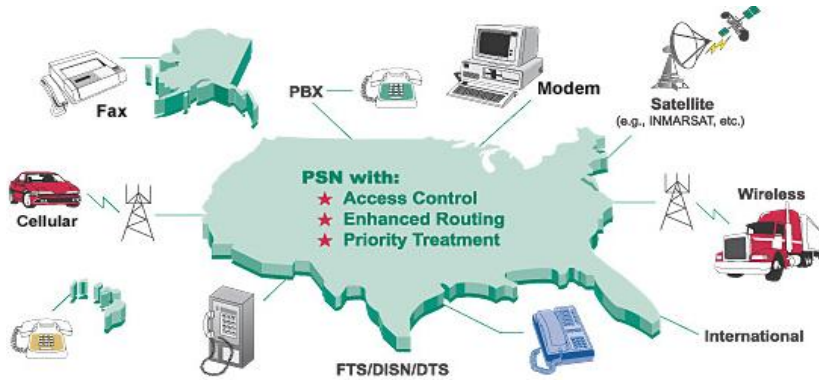 Fax
PBX
Modem
Satellite
(e.g., INMARSAT, etc.)
PSN with:
Access Control
Enhanced Routing
Priority Treatment
Cellular
Wireless
International
FTS/DISN/DTS